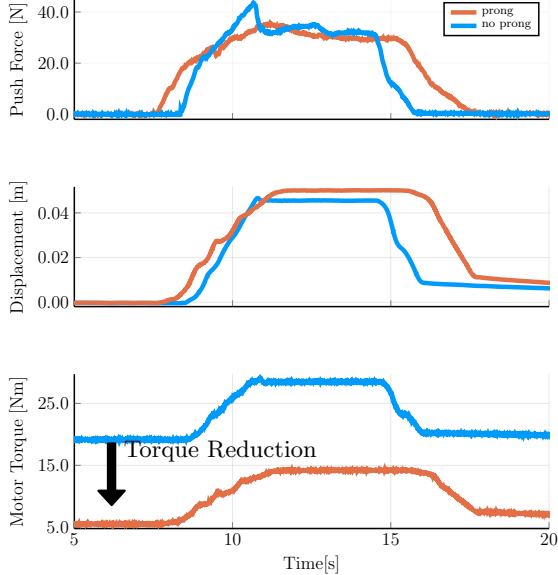 prong
no prong
Push Force [N]
40.0
20.0
0.0
Displacement [m]
0.04
0.02
0.00
Motor Torque [Nm]
25.0
15.0
5.0
Torque Reduction
5
10
15
20
Time[s]